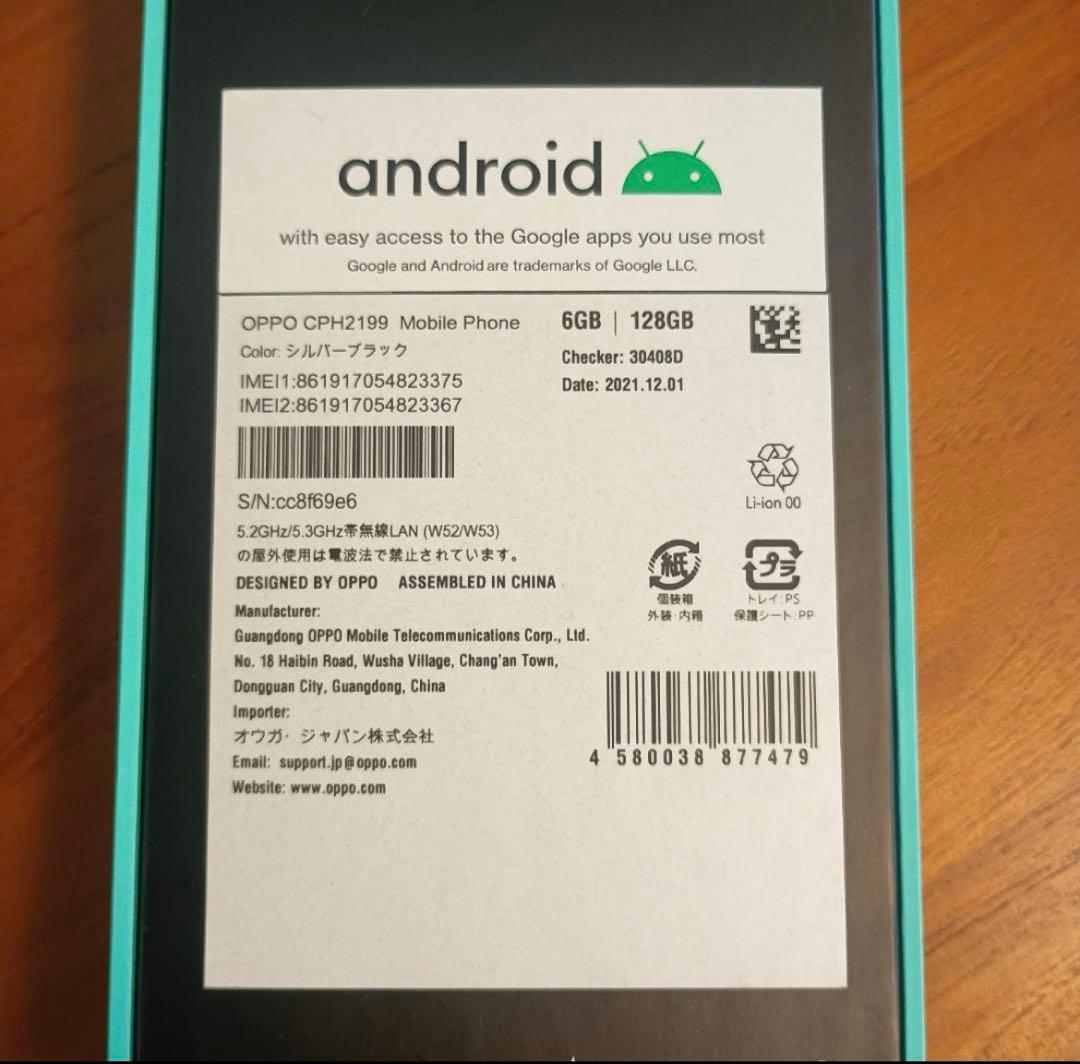 android
with easy access to the Google apps you use most
Google and Android are trademarks of Google LLC.
OPPO CPH2199 Mobile Phone
6GB | 128GB
Color: シルバーブラック
Checker: 30408D
IMEI1:861917054823375
Date: 2021.12.01
IMEI2:861917054823367
S/N:cc8f69e6
Li-ion 00
5.2GHz/5.3GHz帯無線LAN (W52/W53)
の屋外使用は電波法で禁止されています。
DESIGNED BY OPPO ASSEMBLED IN CHINA
紙
個装箱
外装・内箱
プラ
トレイ:PS
保護シート:PP
Manufacturer:
Guangdong OPPO Mobile Telecommunications Corp., Ltd.
No. 18 Haibin Road, Wusha Village, Chang'an Town,
Dongguan City, Guangdong, China
Importer:
オウガ・ジャパン株式会社
Email: support.jp@oppo.com
Website: www.oppo.com
4 580038 877479